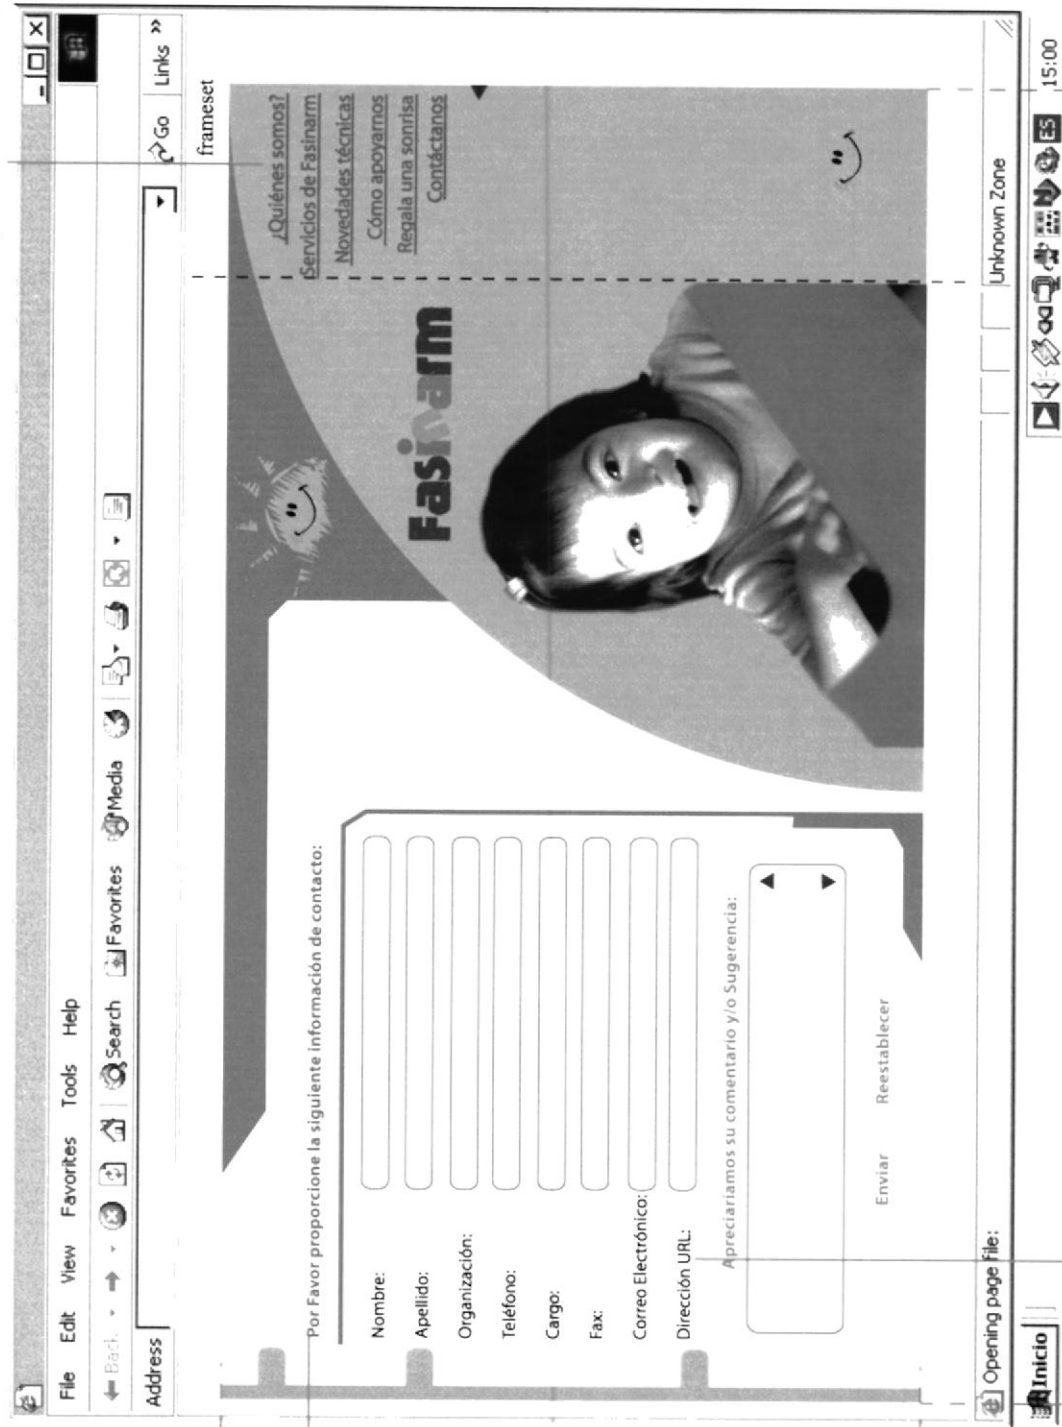 File Edit View Favorites Tools Help
Back Search Favorites Media
Address Go Links »
frameset
¿Quiénes somos?
Servicios de Fasinarm
Novedades técnicas
Cómo apoyarnos
Regala una sonrisa
Contáctanos
Fasinarm
Por Favor proporcione la siguiente información de contacto:
Nombre:
Apellido:
Organización:
Teléfono:
Cargo:
Fax:
Correo Electrónico:
Dirección URL:
Apreciariamos su comentario y/o Sugerencia:
Enviar Reestablecer
Opening page file: Unknown Zone
Inicio ES 15:00